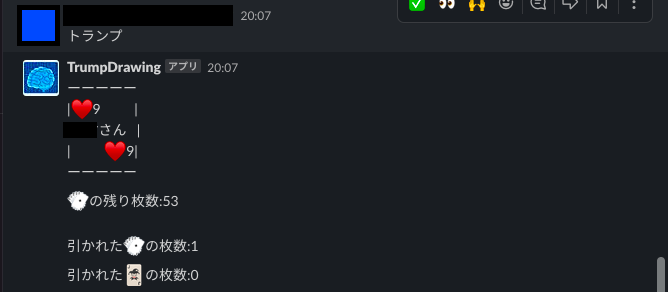 20:07
トランプ
TrumpDrawing アプリ 20:07
ーーーーー
|❤️9 |
さん |
| ❤️9|
ーーーーー
の残り枚数:53
引かれた の枚数:1
引かれた の枚数:0